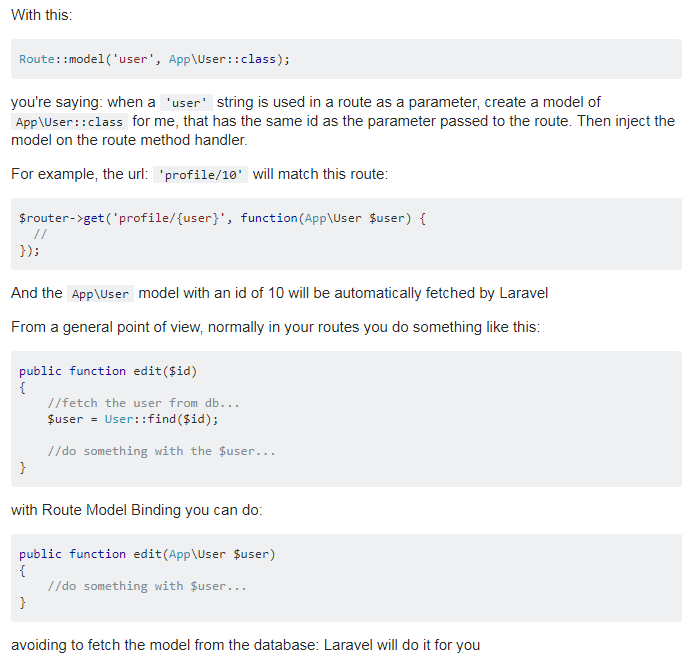 With this:
Route::model('user', App\User::class);
you're saying: when a 'user' string is used in a route as a parameter, create a model of
App\User::class for me, that has the same id as the parameter passed to the route. Then inject the
model on the route method handler.
For example, the url: 'profile/10' will match this route:
$router->get('profile/{user}', function(App\User $user) {
  //
});
And the App\User model with an id of 10 will be automatically fetched by Laravel
From a general point of view, normally in your routes you do something like this:
public function edit($id)
{
    //fetch the user from db...
    $user = User::find($id);
    //do something with the $user...
}
with Route Model Binding you can do:
public function edit(App\User $user)
{
    //do something with $user...
}
avoiding to fetch the model from the database: Laravel will do it for you